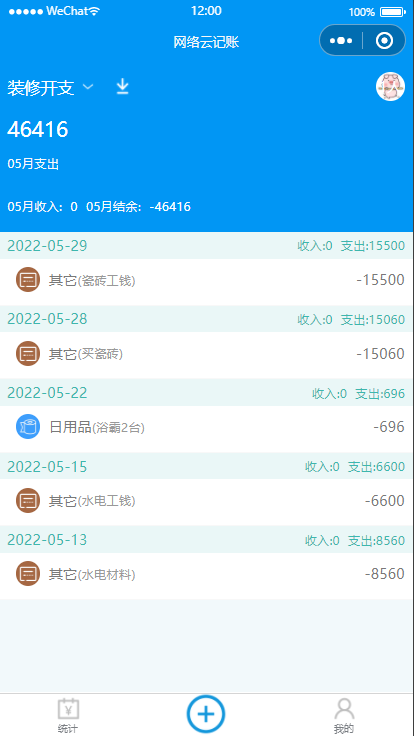 ●●●●● WeChat 12:00 100%
网络云记账
装修开支
46416
05月支出
05月收入: 0 05月结余: -46416
2022-05-29 收入:0 支出:15500
其它(瓷砖工钱) -15500
2022-05-28 收入:0 支出:15060
其它(买瓷砖) -15060
2022-05-22 收入:0 支出:696
日用品(浴霸2台) -696
2022-05-15 收入:0 支出:6600
其它(水电工钱) -6600
2022-05-13 收入:0 支出:8560
其它(水电材料) -8560
统计 我的